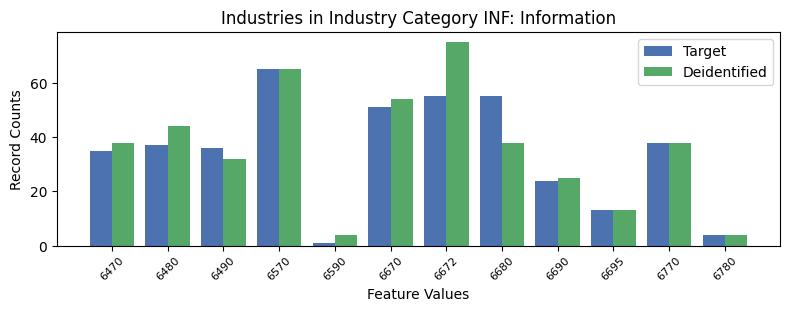 Industries in Industry Category INF: Information
Target
Deidentified
Record Counts
60
40
20
0
6470 6480 6490 6570 6590 6670 6672 6680 6690 6695 6770 6780
Feature Values